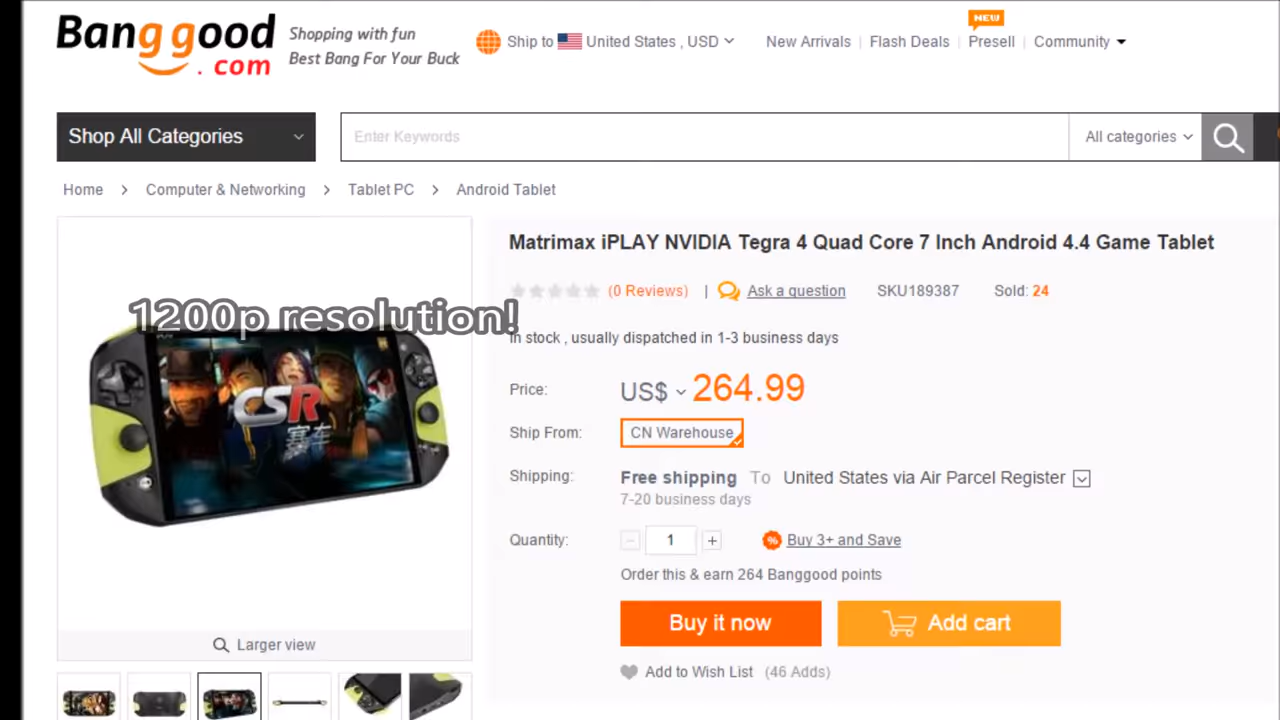 Banggood
.com
Shopping with fun
Best Bang For Your Buck
Ship to United States , USD
New Arrivals
Flash Deals
NEW
Presell
Community
Shop All Categories
Enter Keywords
All categories
Home > Computer & Networking > Tablet PC > Android Tablet
Matrimax iPLAY NVIDIA Tegra 4 Quad Core 7 Inch Android 4.4 Game Tablet
(0 Reviews) | Ask a question SKU189387 Sold: 24
1200p resolution!
In stock , usually dispatched in 1-3 business days
CSR
赛车
Price: US$ 264.99
Ship From: CN Warehouse
Shipping: Free shipping To United States via Air Parcel Register
7-20 business days
Quantity: - 1 + % Buy 3+ and Save
Order this & earn 264 Banggood points
Buy it now
Add cart
Larger view
Add to Wish List (46 Adds)